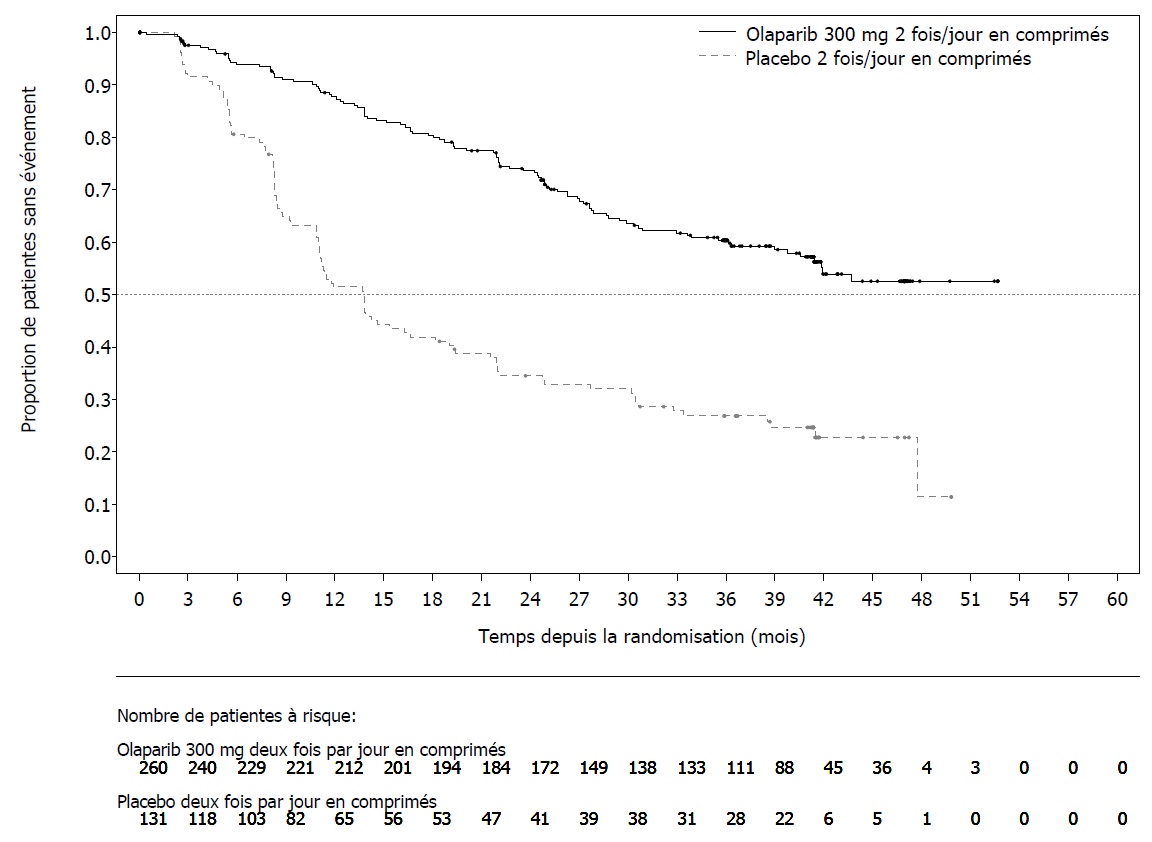 Olaparib 300 mg 2 fois/jour en comprimés
Placebo 2 fois/jour en comprimés
Proportion de patientes sans événement
1.0
0.9
0.8
0.7
0.6
0.5
0.4
0.3
0.2
0.1
0.0
0 3 6 9 12 15 18 21 24 27 30 33 36 39 42 45 48 51 54 57 60
Temps depuis la randomisation (mois)
Nombre de patientes à risque:
Olaparib 300 mg deux fois par jour en comprimés
260 240 229 221 212 201 194 184 172 149 138 133 111 88 45 36 4 3 0 0 0
Placebo deux fois par jour en comprimés
131 118 103 82 65 56 53 47 41 39 38 31 28 22 6 5 1 0 0 0 0